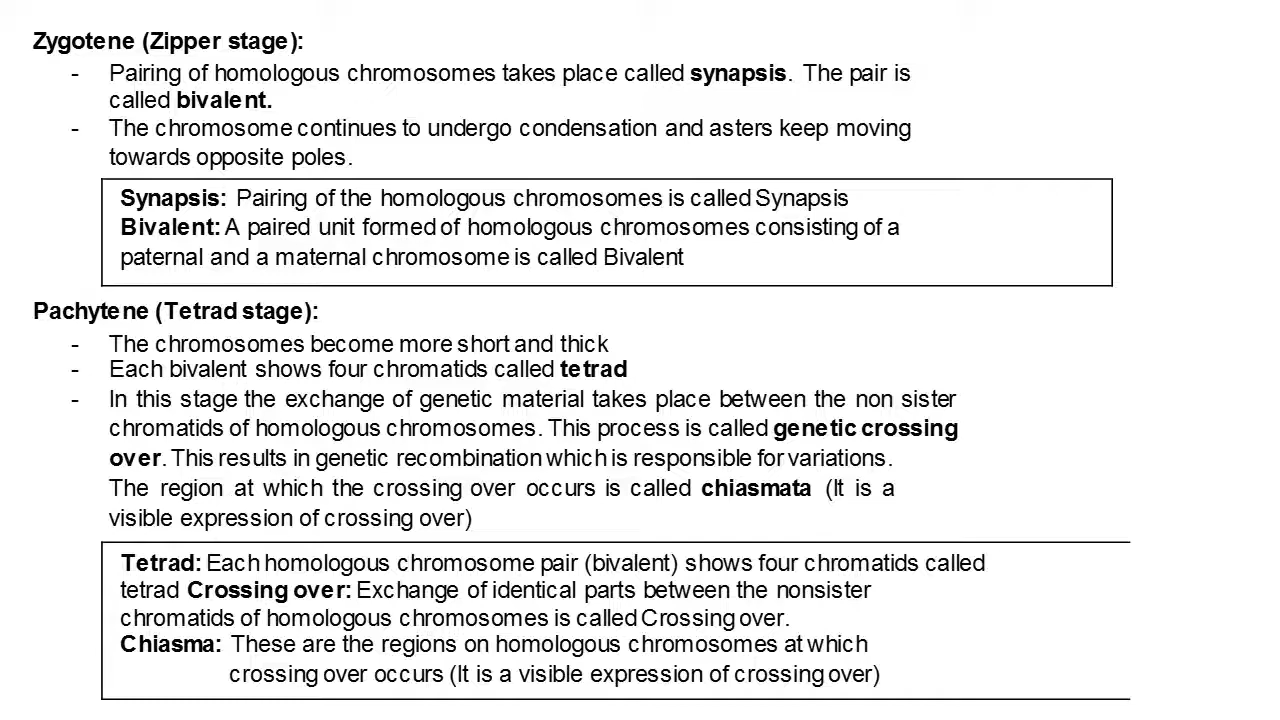 Zygotene (Zipper stage):
- Pairing of homologous chromosomes takes place called synapsis. The pair is
called bivalent.
- The chromosome continues to undergo condensation and asters keep moving
towards opposite poles.
Synapsis: Pairing of the homologous chromosomes is called Synapsis
Bivalent: A paired unit formed of homologous chromosomes consisting of a
paternal and a maternal chromosome is called Bivalent
Pachytene (Tetrad stage):
- The chromosomes become more short and thick
- Each bivalent shows four chromatids called tetrad
- In this stage the exchange of genetic material takes place between the non sister
chromatids of homologous chromosomes. This process is called genetic crossing
over. This results in genetic recombination which is responsible for variations.
The region at which the crossing over occurs is called chiasmata (It is a
visible expression of crossing over)
Tetrad: Each homologous chromosome pair (bivalent) shows four chromatids called
tetrad Crossing over: Exchange of identical parts between the nonsister
chromatids of homologous chromosomes is called Crossing over.
Chiasma: These are the regions on homologous chromosomes at which
crossing over occurs (It is a visible expression of crossing over)